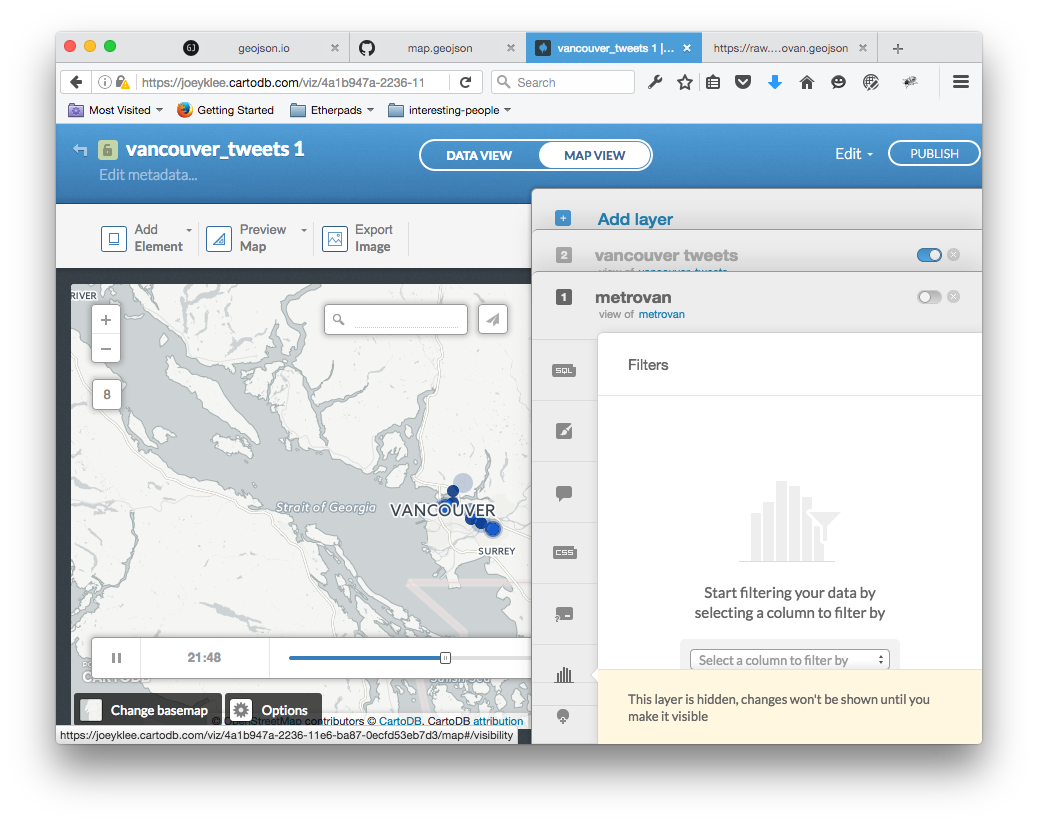 GJ
geojson.io
map.geojson
vancouver_tweets 1 |...
https://raw....ovan.geojson
https://joeyklee.cartodb.com/viz/4a1b947a-2236-11
Search
Most Visited
Getting Started
Etherpads
interesting-people
vancouver_tweets 1
Edit metadata...
DATA VIEW
MAP VIEW
Edit
PUBLISH
Add Element
Preview Map
Export Image
Add layer
2
vancouver tweets
view of vancouver_tweets
1
metrovan
view of metrovan
SQL
CSS
Filters
Start filtering your data by
selecting a column to filter by
Select a column to filter by
This layer is hidden, changes won't be shown until you
make it visible
RIVER
+
−
8
Strait of Georgia
VANCOUVER
SURREY
21:48
CARTODB
Change basemap
Options
© OpenStreetMap contributors © CartoDB, CartoDB attribution
https://joeyklee.cartodb.com/viz/4a1b947a-2236-11e6-ba87-0ecfd53eb7d3/map#/visibility